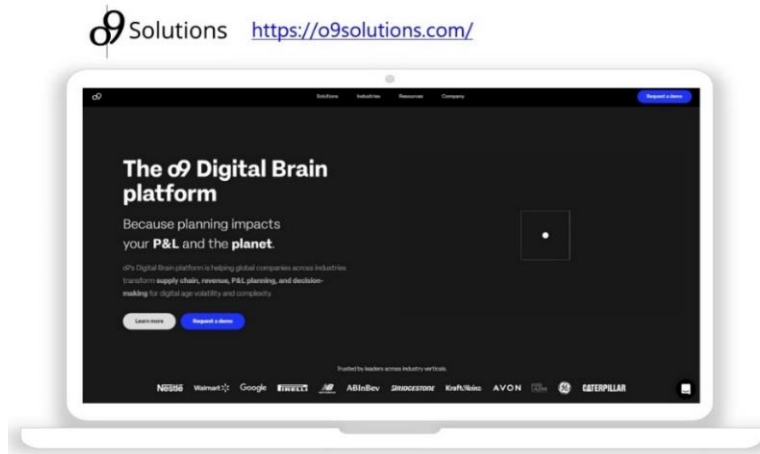 o9 Solutions https://o9solutions.com/
o9 Solutions Industries Resources Company Request a demo
The o9 Digital Brain
platform
Because planning impacts
your P&L and the planet.
o9's Digital Brain platform is helping global companies across industries
transform supply chain, revenue, P&L planning, and decision-
making for digital age volatility and complexity.
Learn more Request a demo
Trusted by leaders across industry verticals.
Nestlé Walmart Google PIRELLI ABInBev BRIDGESTONE KraftHeinz AVON GE CATERPILLAR